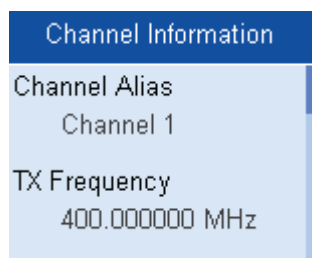 Channel Information
Channel Alias
Channel 1
TX Frequency
400.000000 MHz